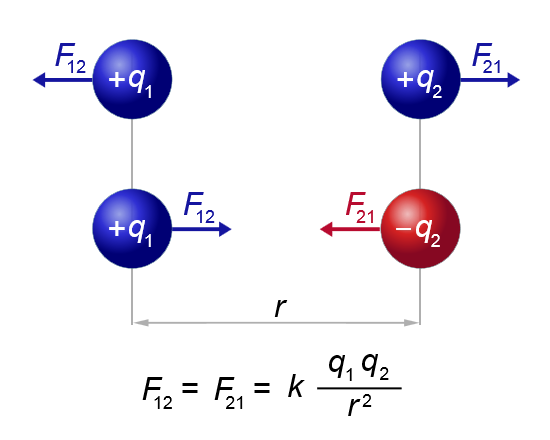 F₁₂ +q₁ +q₂ F₂₁
+q₁ F₁₂ F₂₁ −q₂
r
F₁₂ = F₂₁ = k q₁ q₂ / r²